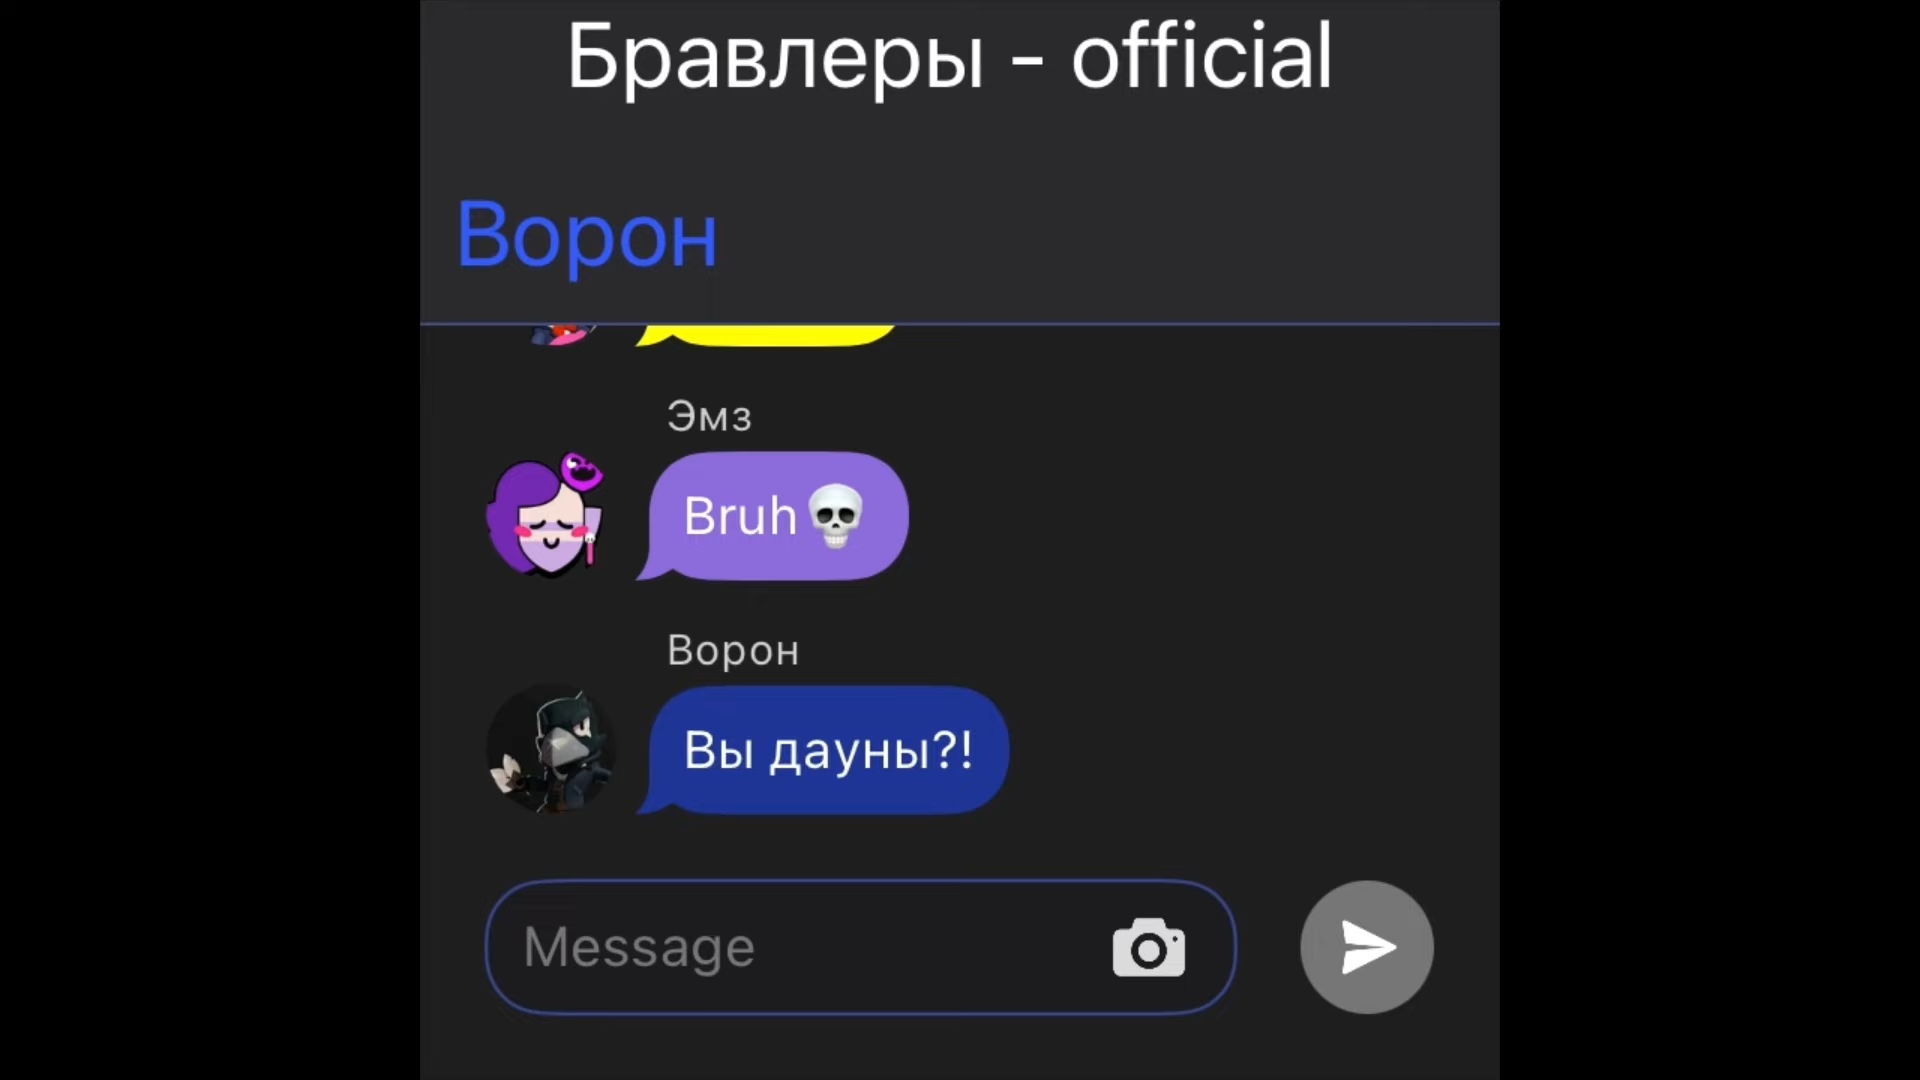 Бравлеры - official
Ворон
Эмз
Bruh💀
Ворон
Вы дауны?!
Message